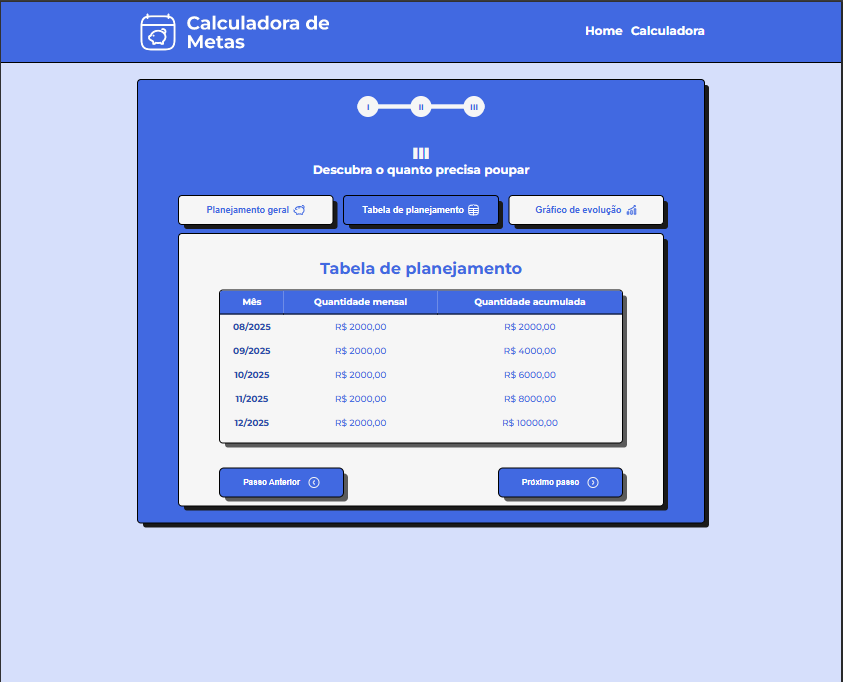 Calculadora de
Metas
Home Calculadora
I II III
III
Descubra o quanto precisa poupar
Planejamento geral Tabela de planejamento Gráfico de evolução
Tabela de planejamento
Mês Quantidade mensal Quantidade acumulada
08/2025 R$ 2000,00 R$ 2000,00
09/2025 R$ 2000,00 R$ 4000,00
10/2025 R$ 2000,00 R$ 6000,00
11/2025 R$ 2000,00 R$ 8000,00
12/2025 R$ 2000,00 R$ 10000,00
Passo Anterior Próximo passo